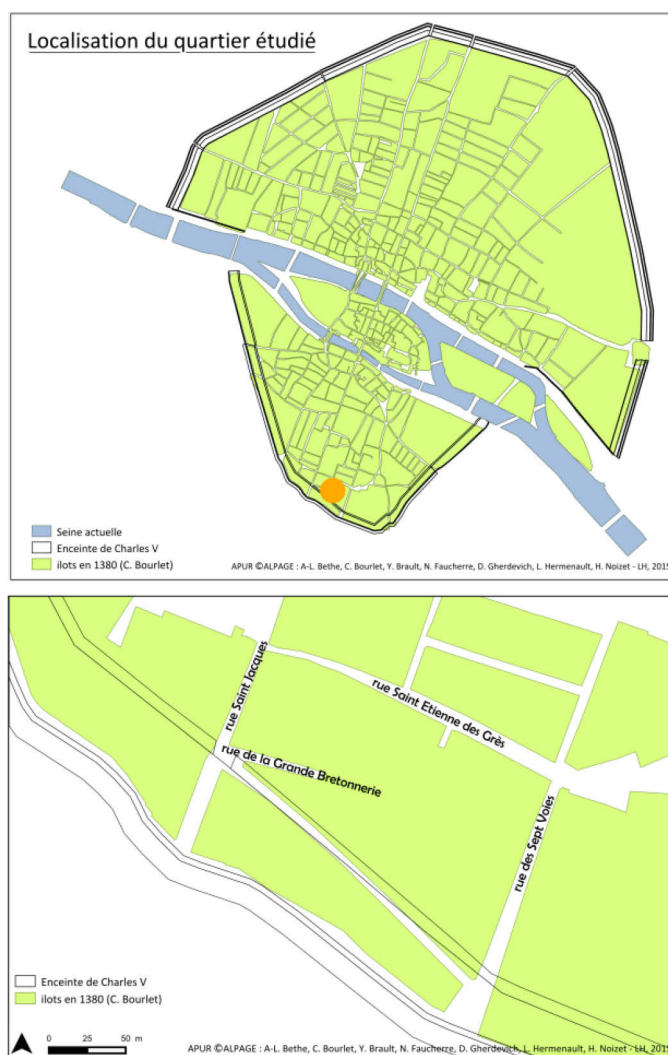 Localisation du quartier étudié
Seine actuelle
Enceinte de Charles V
ilots en 1380 (C. Bourlet)
APUR ©ALPAGE : A-L. Bethe, C. Bourlet, Y. Brault, N. Faucherre, D. Gherdevich, L. Hermenault, H. Noizet - LH, 2015
rue Saint Jacques
rue Saint Etienne des Grès
rue de la Grande Bretonnerie
rue des Sept Voies
Enceinte de Charles V
ilots en 1380 (C. Bourlet)
0 25 50 m
APUR ©ALPAGE : A-L. Bethe, C. Bourlet, Y. Brault, N. Faucherre, D. Gherdevich, L. Hermenault, H. Noizet - LH, 2015